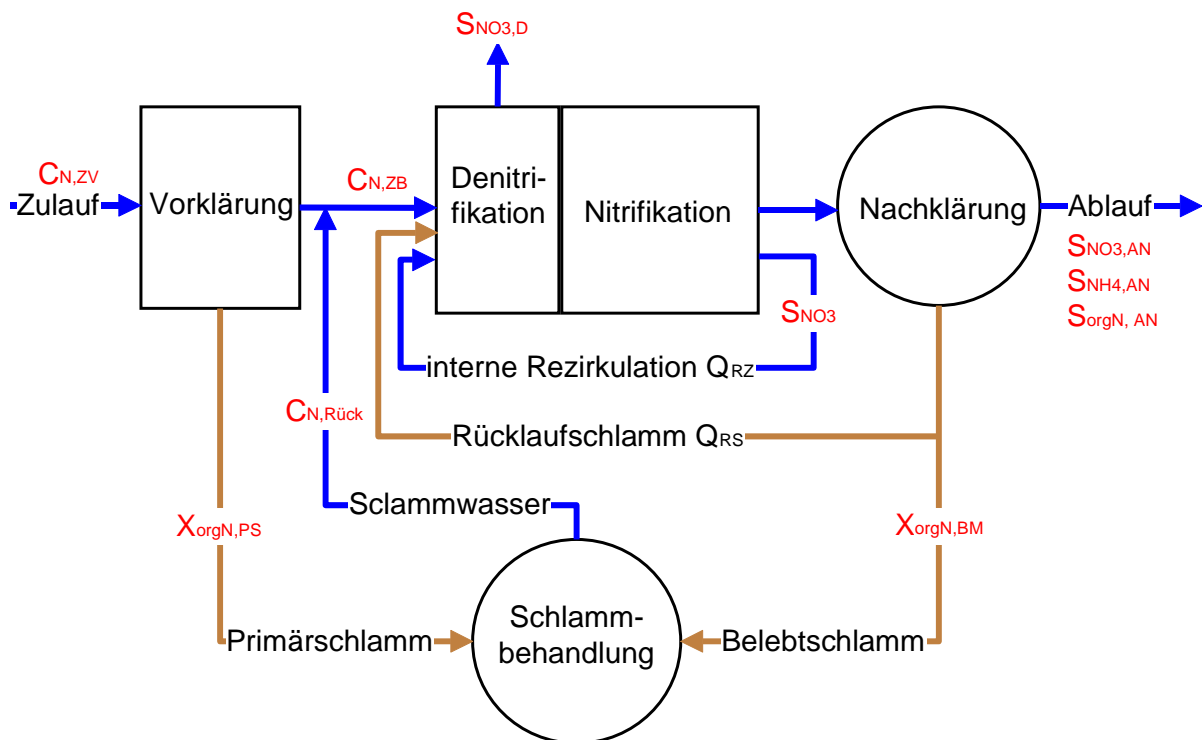 SNO3,D
CN,ZV
Zulauf
Vorklärung
CN,ZB
Denitri-
fikation
Nitrifikation
Nachklärung
Ablauf
SNO3,AN
SNH4,AN
SorgN, AN
SNO3
interne Rezirkulation QRZ
CN,Rück
Rücklaufschlamm QRS
Sclammwasser
XorgN,PS
XorgN,BM
Schlamm-
behandlung
Primärschlamm
Belebtschlamm